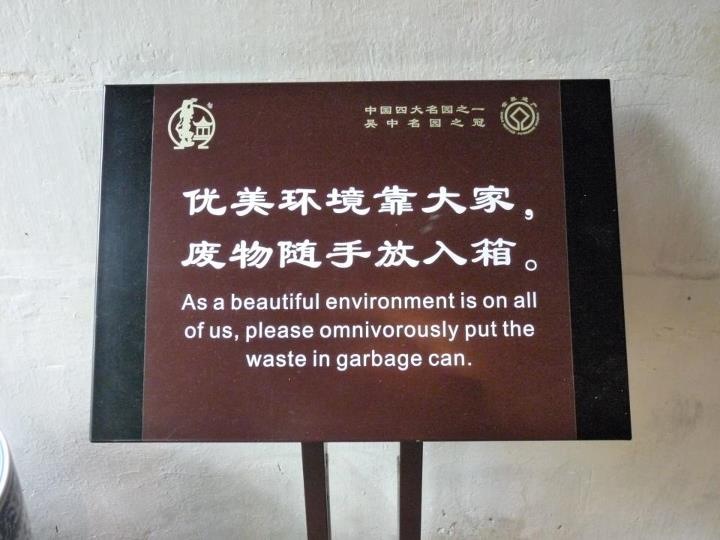 中国四大名园之一
吴中名园之冠
优美环境靠大家，
废物随手放入箱。
As a beautiful environment is on all
of us, please omnivorously put the
waste in garbage can.